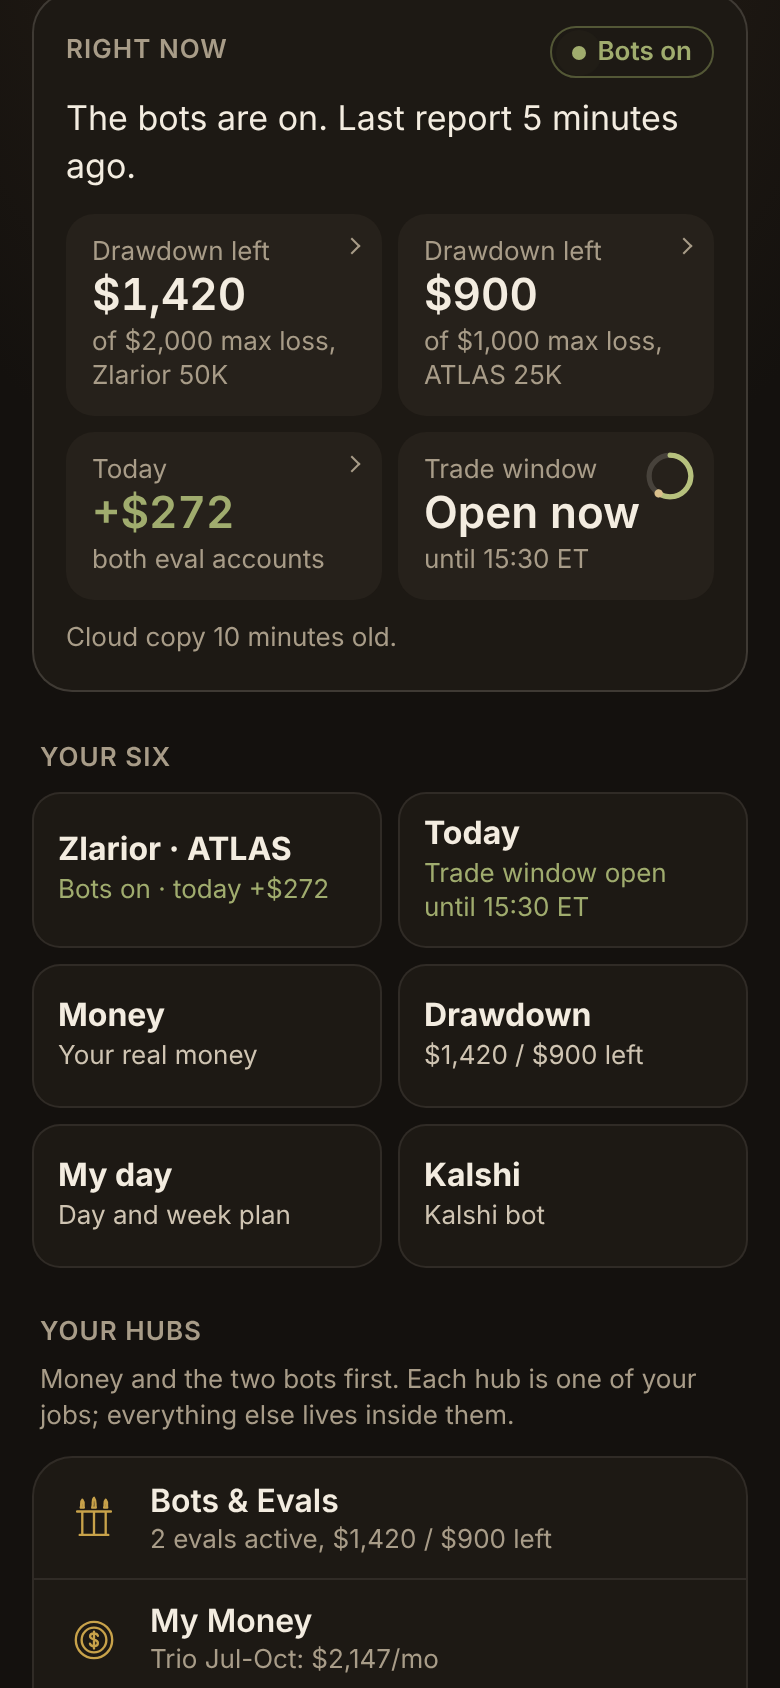 RIGHT NOW
Bots on
The bots are on. Last report 5 minutes
ago.
Drawdown left
$1,420
of $2,000 max loss,
Zlarior 50K
Drawdown left
$900
of $1,000 max loss,
ATLAS 25K
Today
+$272
both eval accounts
Trade window
Open now
until 15:30 ET
Cloud copy 10 minutes old.
YOUR SIX
Zlarior · ATLAS
Bots on · today +$272
Today
Trade window open
until 15:30 ET
Money
Your real money
Drawdown
$1,420 / $900 left
My day
Day and week plan
Kalshi
Kalshi bot
YOUR HUBS
Money and the two bots first. Each hub is one of your
jobs; everything else lives inside them.
Bots & Evals
2 evals active, $1,420 / $900 left
My Money
Trio Jul-Oct: $2,147/mo